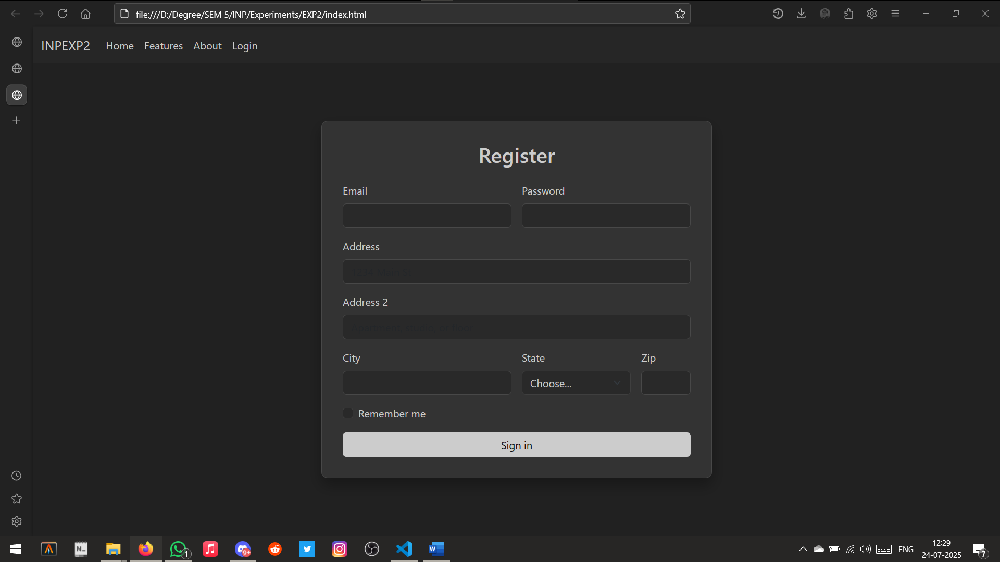 file:///D:/Degree/SEM 5/INP/Experiments/EXP2/index.html
INPEXP2 Home Features About Login
Register
Email Password
Address
1234 Main St
Address 2
Apartment, studio, or floor
City State Zip
Choose...
Remember me
Sign in
N_ 1 9+ W ENG 12:29
24-07-2025 7